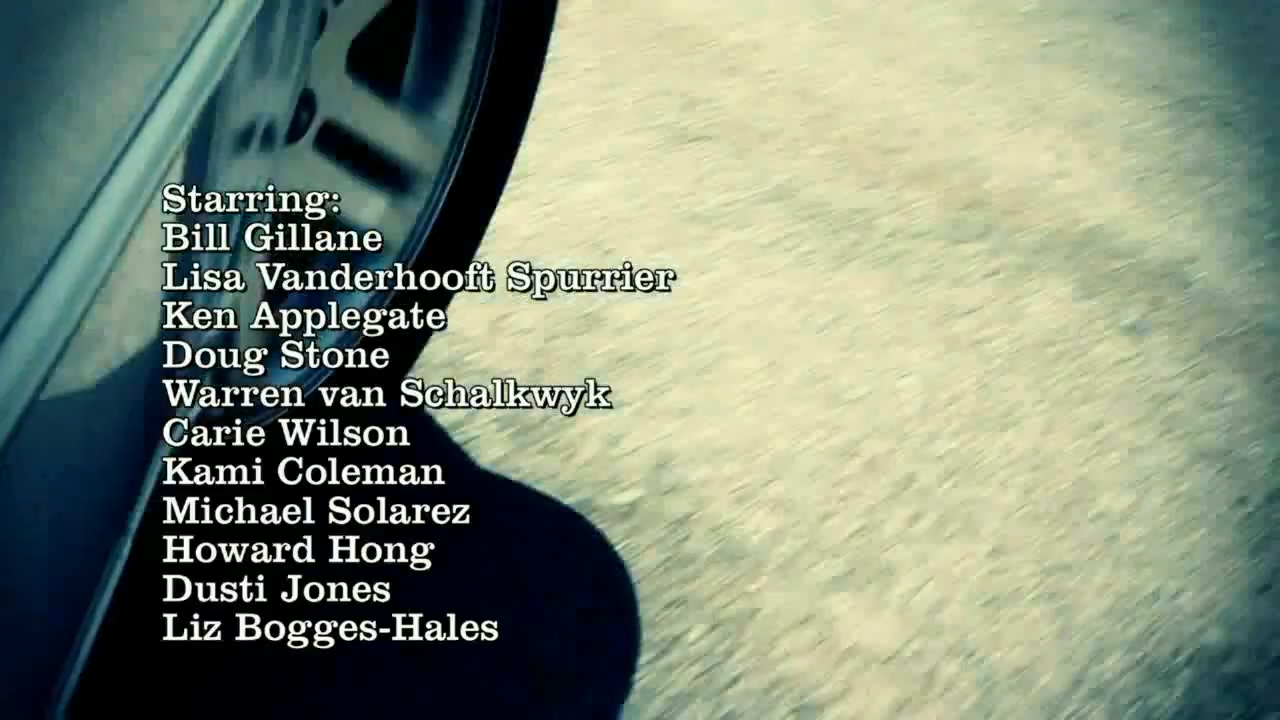 Starring:
Bill Gillane
Lisa Vanderhooft Spurrier
Ken Applegate
Doug Stone
Warren van Schalkwyk
Carie Wilson
Kami Coleman
Michael Solarez
Howard Hong
Dusti Jones
Liz Bogges-Hales